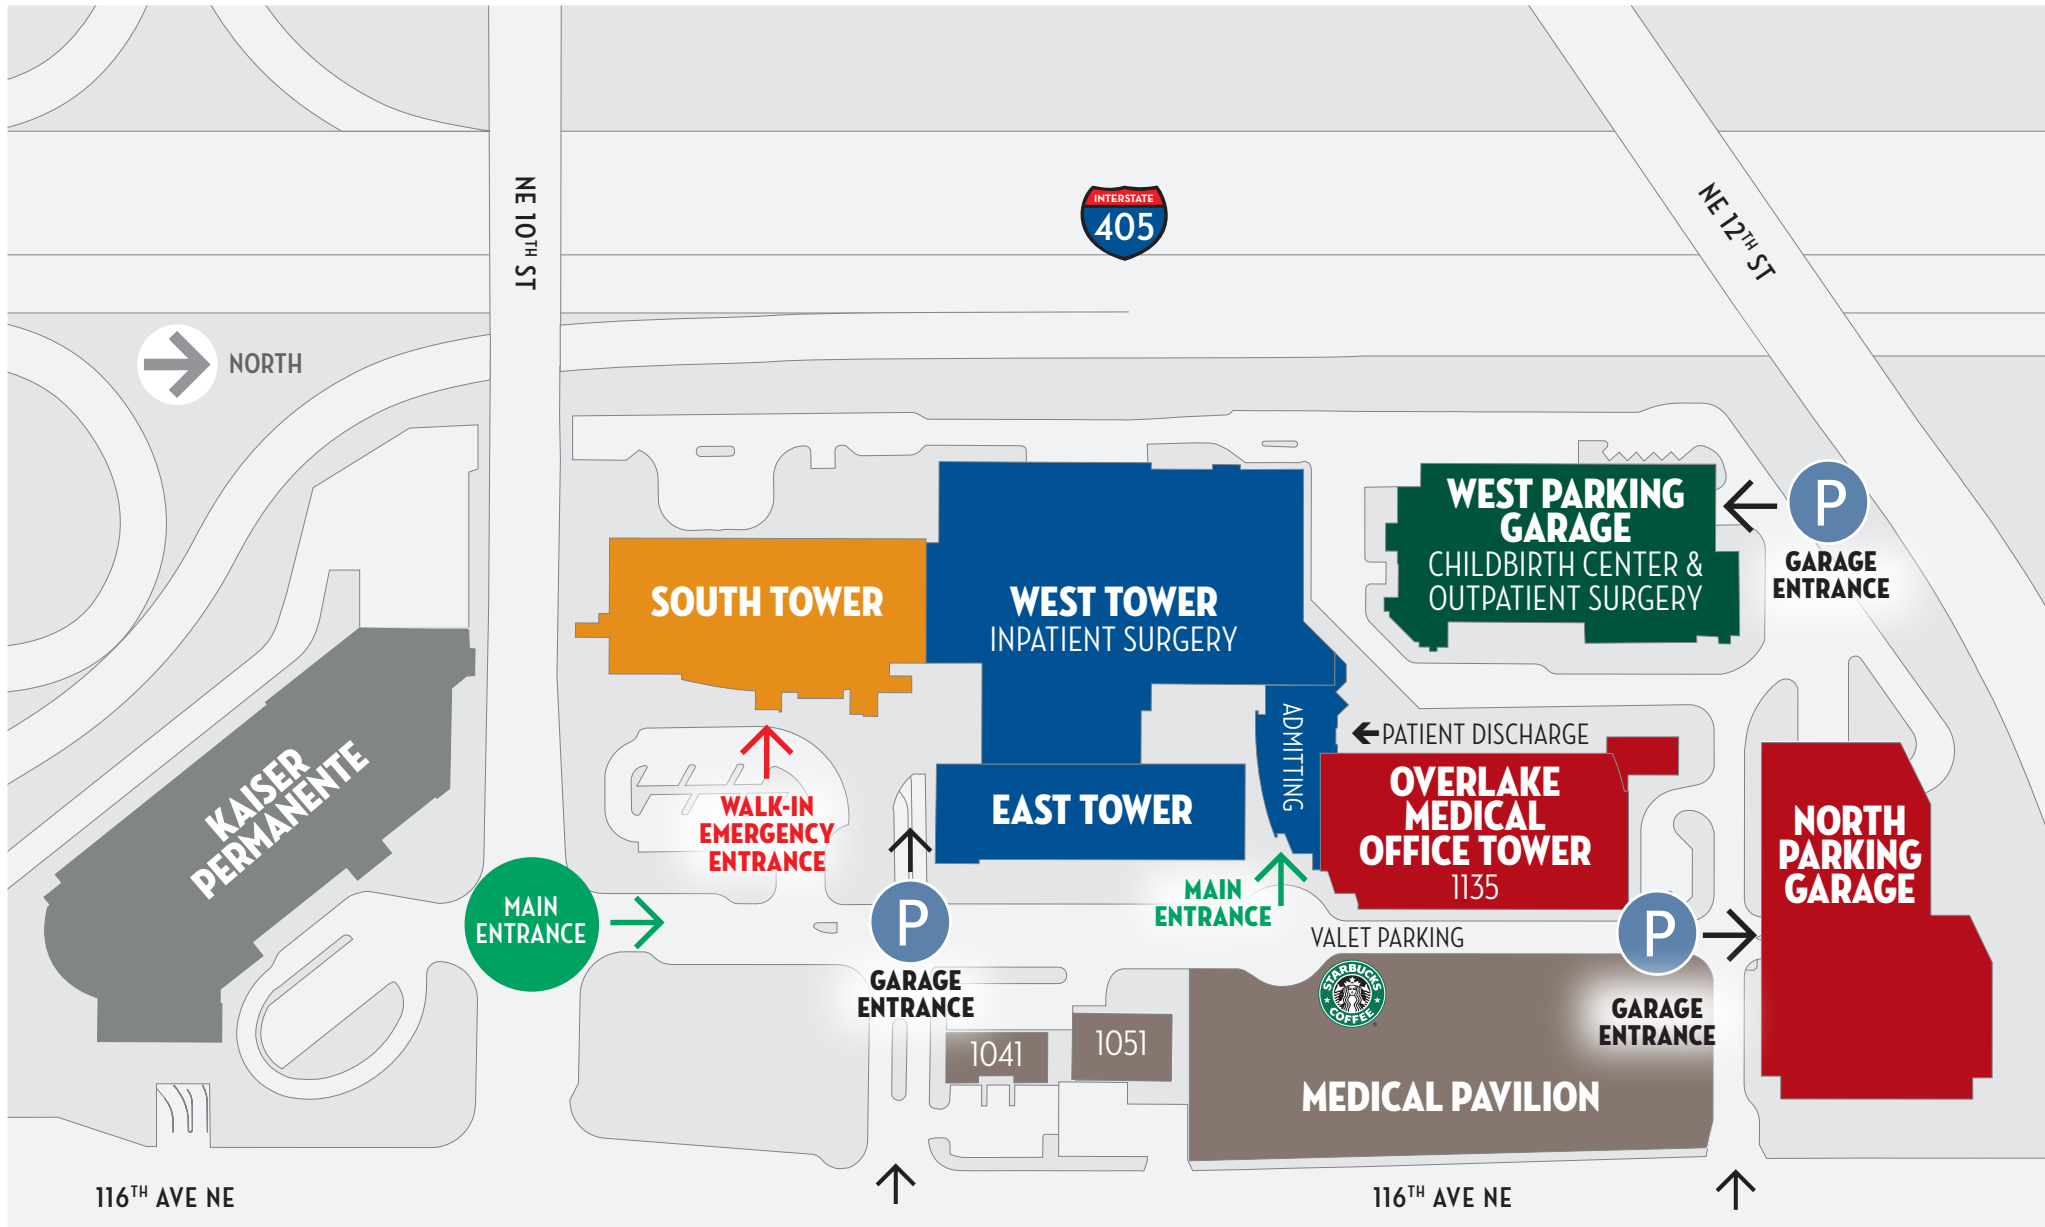 INTERSTATE
405
NE 10TH ST
NE 12TH ST
NORTH
WEST PARKING
GARAGE
CHILDBIRTH CENTER &
OUTPATIENT SURGERY
P
GARAGE
ENTRANCE
SOUTH TOWER
WEST TOWER
INPATIENT SURGERY
ADMITTING
PATIENT DISCHARGE
KAISER
PERMANENTE
WALK-IN
EMERGENCY
ENTRANCE
EAST TOWER
OVERLAKE
MEDICAL
OFFICE TOWER
1135
NORTH
PARKING
GARAGE
MAIN
ENTRANCE
MAIN
ENTRANCE
P
GARAGE
ENTRANCE
VALET PARKING
P
GARAGE
ENTRANCE
STARBUCKS
COFFEE
®
1041
1051
MEDICAL PAVILION
116TH AVE NE
116TH AVE NE